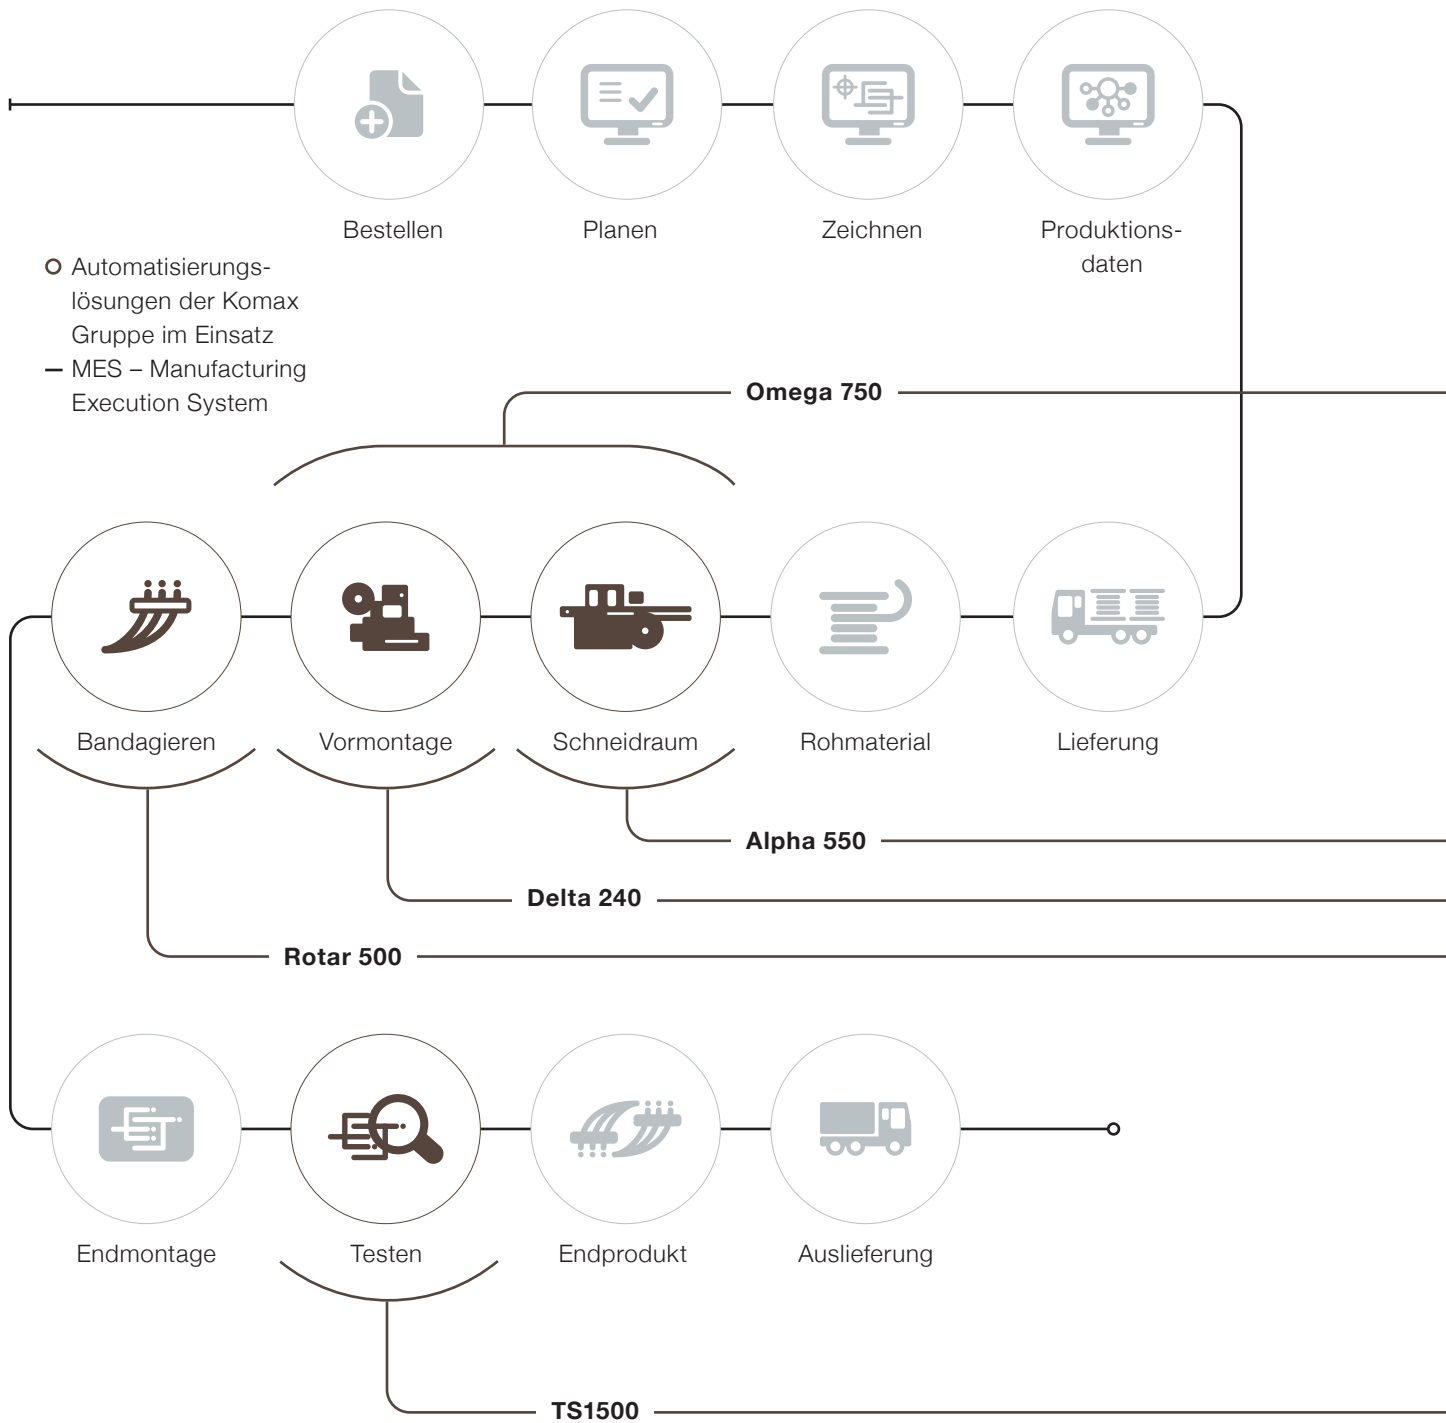 Bestellen
Planen
Zeichnen
Produktions-
daten
Automatisierungs-
lösungen der Komax
Gruppe im Einsatz
MES – Manufacturing
Execution System
Omega 750
Bandagieren
Vormontage
Schneidraum
Rohmaterial
Lieferung
Alpha 550
Delta 240
Rotar 500
Endmontage
Testen
Endprodukt
Auslieferung
TS1500